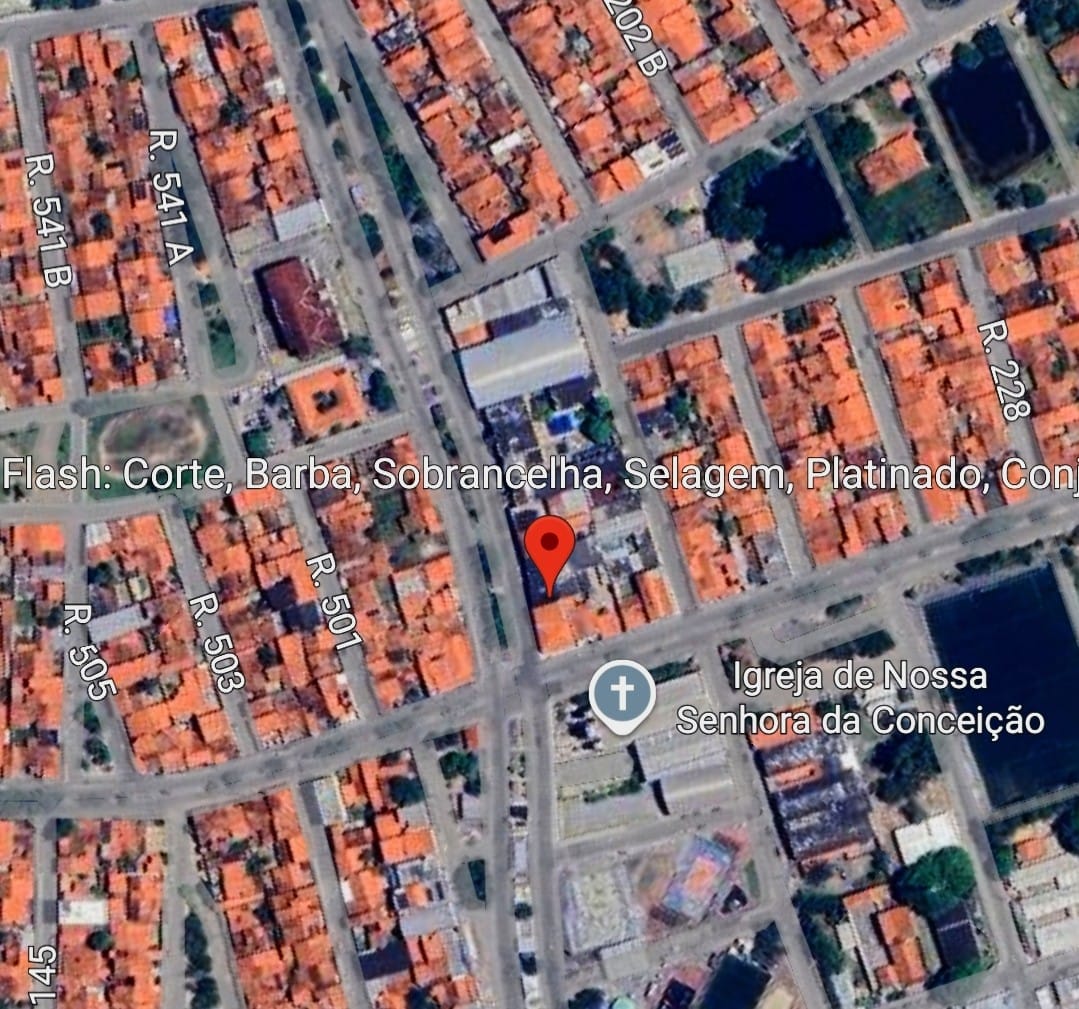 202 B
R. 541 A
R. 541 B
R. 228
Flash: Corte, Barba, Sobrancelha, Selagem, Platinado, Conj
R. 501
R. 503
R. 505
Igreja de Nossa
Senhora da Conceição
145